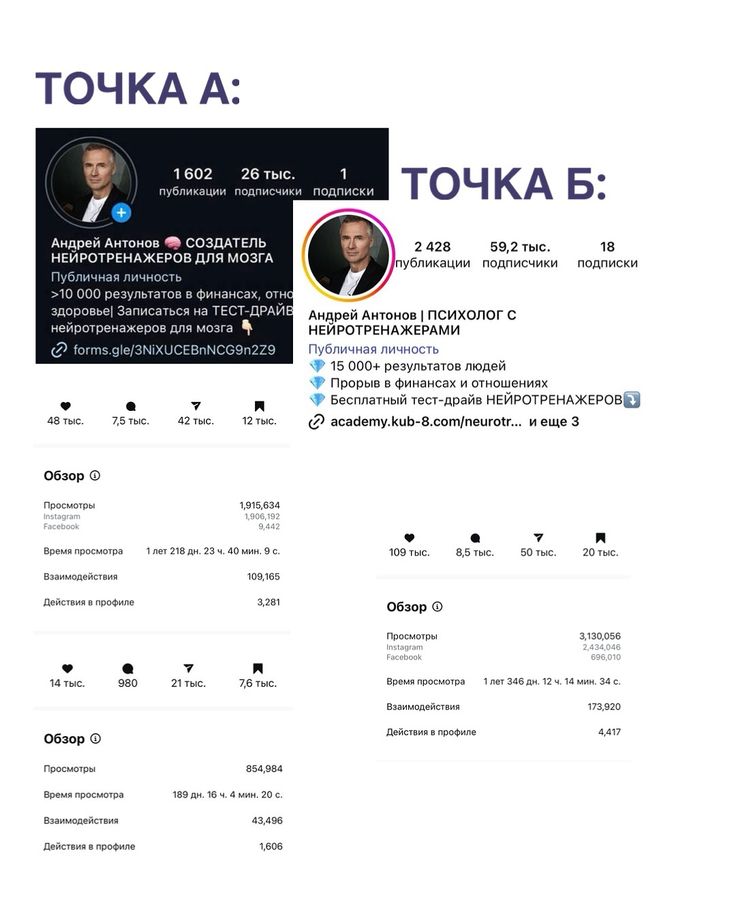 ТОЧКА А:
1 602 26 тыс. 1
публикации подписчики подписки
Андрей Антонов 🧠 СОЗДАТЕЛЬ
НЕЙРОТРЕНАЖЕРОВ ДЛЯ МОЗГА
Публичная личность
>10 000 результатов в финансах, отно
здоровье| Записаться на ТЕСТ-ДРАЙВ
нейротренажеров для мозга 👇🏻
forms.gle/3NiXUCEBnNCG9n2Z9
ТОЧКА Б:
2 428 59,2 тыс. 18
публикации подписчики подписки
Андрей Антонов | ПСИХОЛОГ С
НЕЙРОТРЕНАЖЕРАМИ
Публичная личность
💎 15 000+ результатов людей
💎 Прорыв в финансах и отношениях
💎 Бесплатный тест-драйв НЕЙРОТРЕНАЖЕРОВ⤵️
academy.kub-8.com/neurotr... и еще 3
48 тыс. 7,5 тыс. 42 тыс. 12 тыс.
Обзор
Просмотры 1,915,634
Instagram 1,906,192
Facebook 9,442
Время просмотра 1 лет 218 дн. 23 ч. 40 мин. 9 с.
Взаимодействия 109,165
Действия в профиле 3,281
14 тыс. 980 21 тыс. 7,6 тыс.
Обзор
Просмотры 854,984
Время просмотра 189 дн. 16 ч. 4 мин. 20 с.
Взаимодействия 43,496
Действия в профиле 1,606
109 тыс. 8,5 тыс. 50 тыс. 20 тыс.
Обзор
Просмотры 3,130,056
Instagram 2,434,046
Facebook 696,010
Время просмотра 1 лет 346 дн. 12 ч. 14 мин. 34 с.
Взаимодействия 173,920
Действия в профиле 4,417